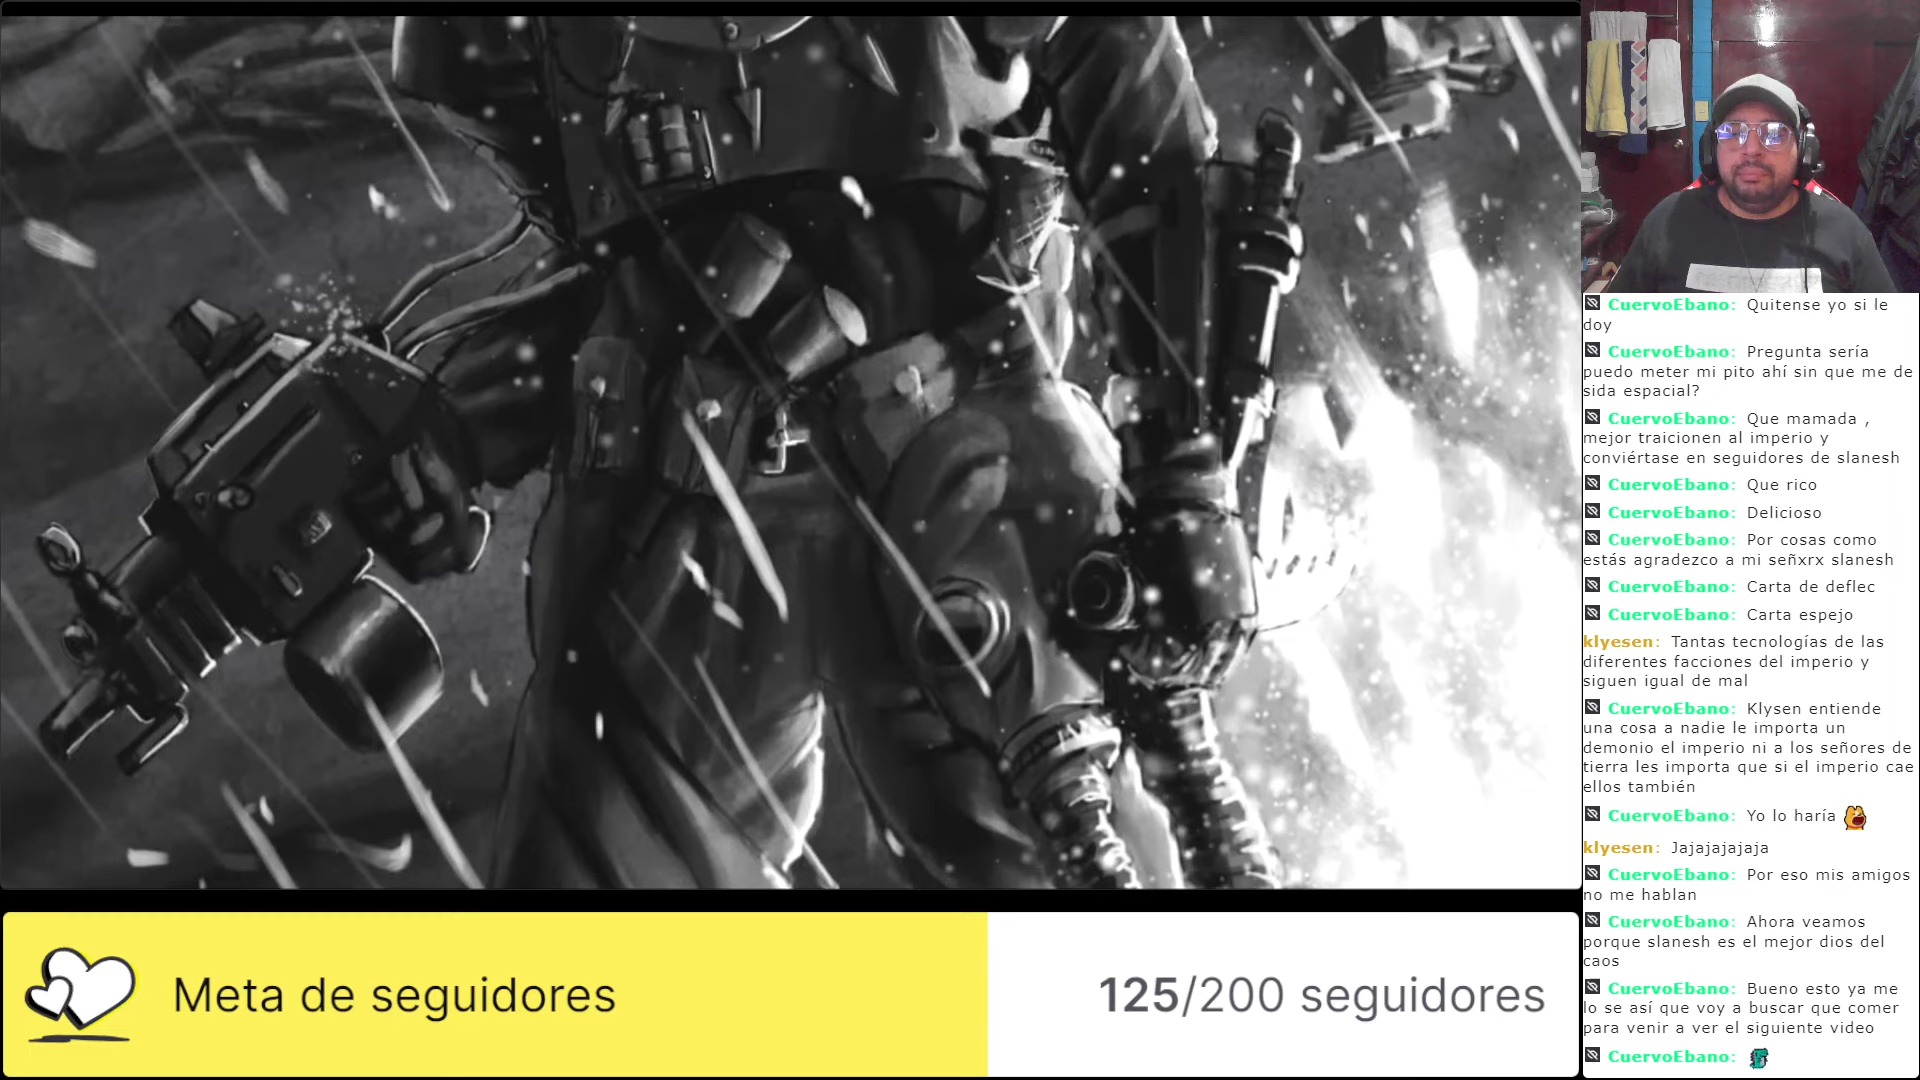 CuervoEbano: Quitense yo si le
doy
CuervoEbano: Pregunta sería
puedo meter mi pito ahí sin que me de
sida espacial?
CuervoEbano: Que mamada ,
mejor traicionen al imperio y
conviértase en seguidores de slanesh
CuervoEbano: Que rico
CuervoEbano: Delicioso
CuervoEbano: Por cosas como
estás agradezco a mi señxrx slanesh
CuervoEbano: Carta de deflec
CuervoEbano: Carta espejo
klyesen: Tantas tecnologías de las
diferentes facciones del imperio y
siguen igual de mal
CuervoEbano: Klysen entiende
una cosa a nadie le importa un
demonio el imperio ni a los señores de
tierra les importa que si el imperio cae
ellos también
CuervoEbano: Yo lo haría
klyesen: Jajajajajaja
CuervoEbano: Por eso mis amigos
no me hablan
CuervoEbano: Ahora veamos
porque slanesh es el mejor dios del
caos
CuervoEbano: Bueno esto ya me
lo se así que voy a buscar que comer
para venir a ver el siguiente video
CuervoEbano:
Meta de seguidores
125/200 seguidores